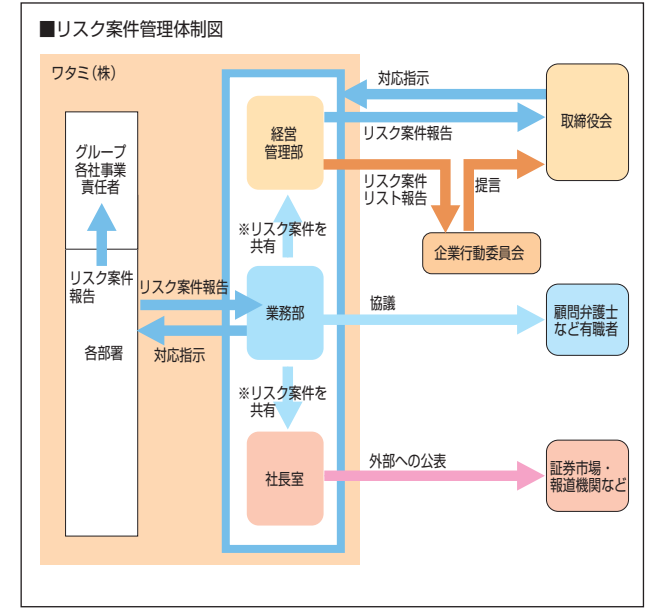 ■リスク案件管理体制図
ワタミ(株)
グループ
各社事業
責任者
リスク案件
報告
各部署
リスク案件報告
対応指示
経営
管理部
※リスク案件を
共有
業務部
※リスク案件を
共有
社長室
対応指示
リスク案件報告
リスク案件
リスト報告
提言
取締役会
企業行動委員会
協議
顧問弁護士
など有職者
外部への公表
証券市場・
報道機関など